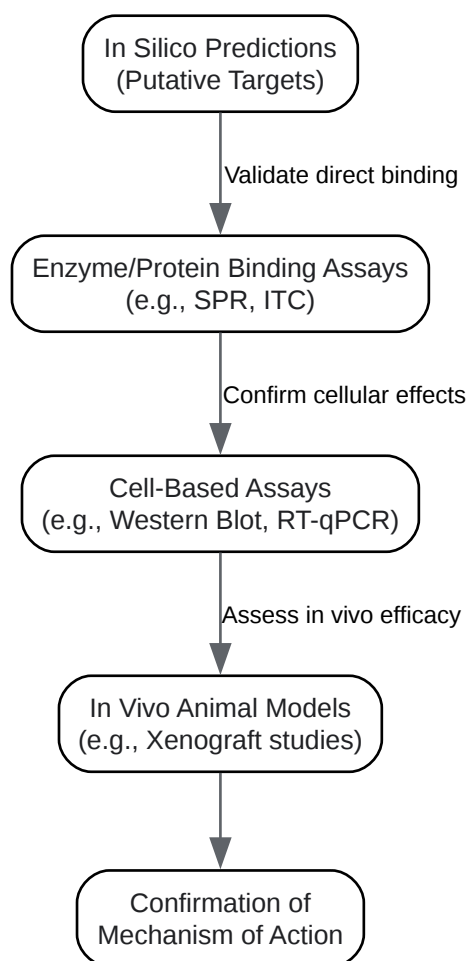 In Silico Predictions
(Putative Targets)
Validate direct binding
Enzyme/Protein Binding Assays
(e.g., SPR, ITC)
Confirm cellular effects
Cell-Based Assays
(e.g., Western Blot, RT-qPCR)
Assess in vivo efficacy
In Vivo Animal Models
(e.g., Xenograft studies)
Confirmation of
Mechanism of Action